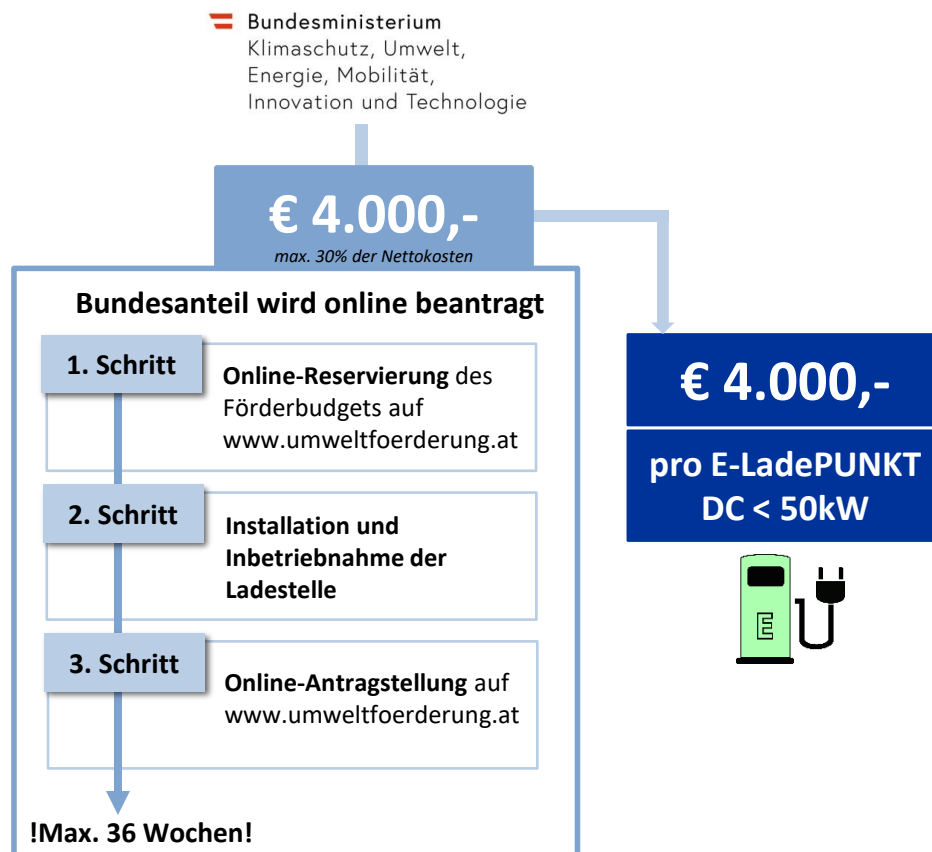 Bundesministerium
Klimaschutz, Umwelt,
Energie, Mobilität,
Innovation und Technologie
€ 4.000,-
max. 30% der Nettokosten
Bundesanteil wird online beantragt
1. Schritt
Online-Reservierung des
Förderbudgets auf
www.umweltfoerderung.at
2. Schritt
Installation und
Inbetriebnahme der
Ladestelle
3. Schritt
Online-Antragstellung auf
www.umweltfoerderung.at
!Max. 36 Wochen!
€ 4.000,-
pro E-LadePUNKT
DC < 50kW
E